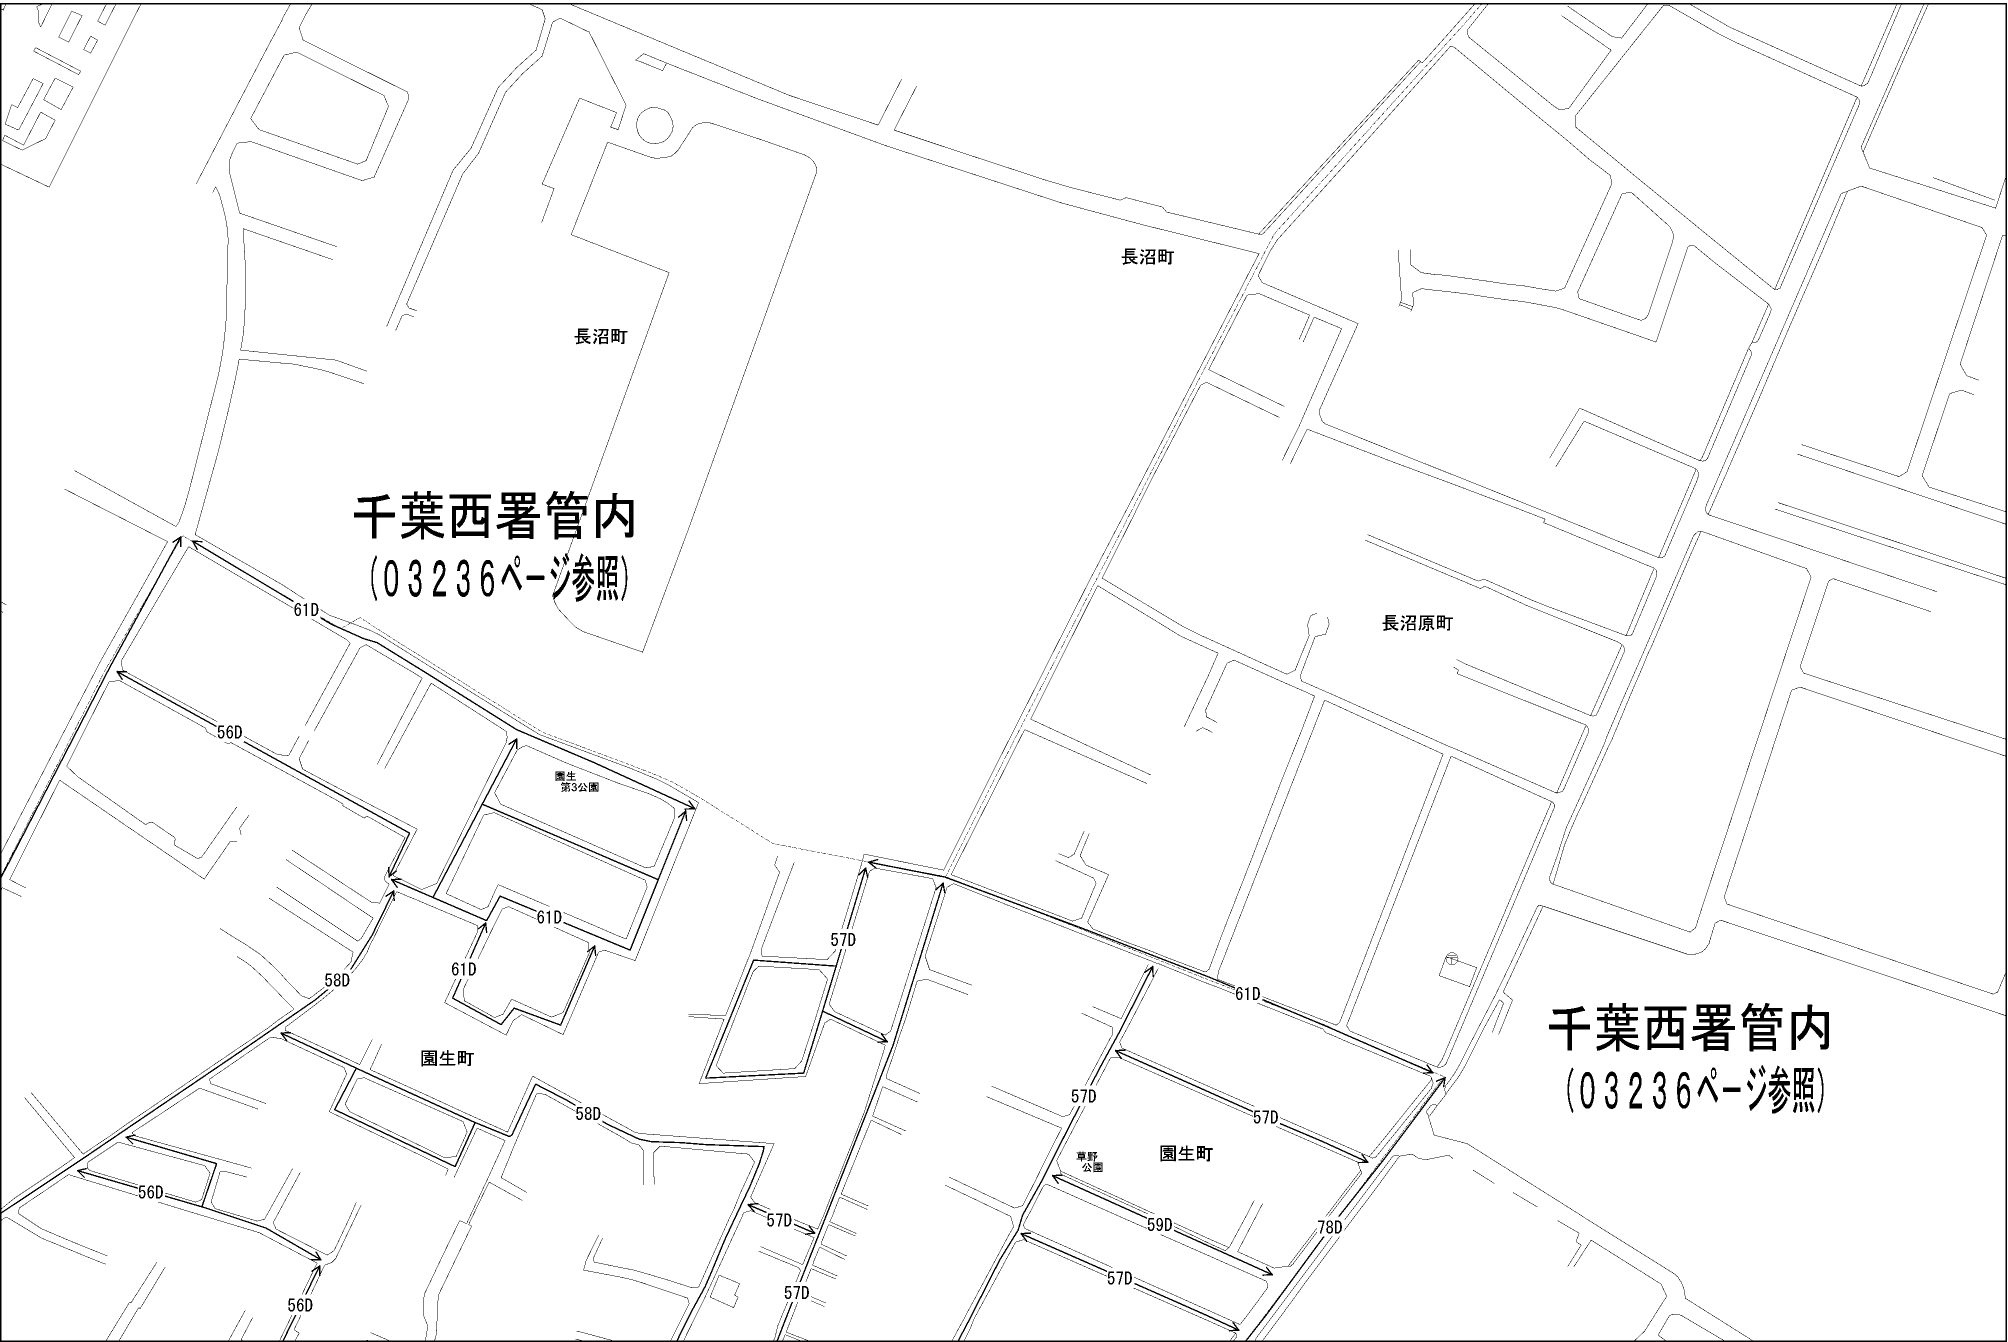 長沼町
長沼町
千葉西署管内
（０３２３６ページ参照）
61D
長沼原町
56D
園生
第3公園
61D
57D
61D
58D
61D
千葉西署管内
（０３２３６ページ参照）
園生町
57D
58D
57D
草野
公園
園生町
56D
57D
59D
78D
57D
57D
56D